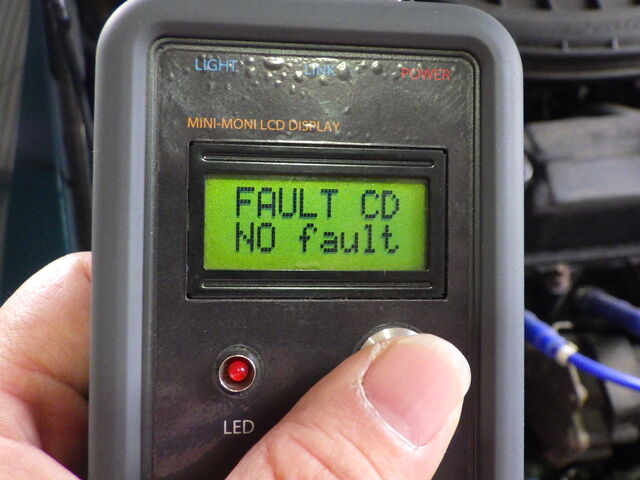 LIGHT LINK POWER
MINI-MONI LCD DISPLAY
FAULT CD
NO fault
LED